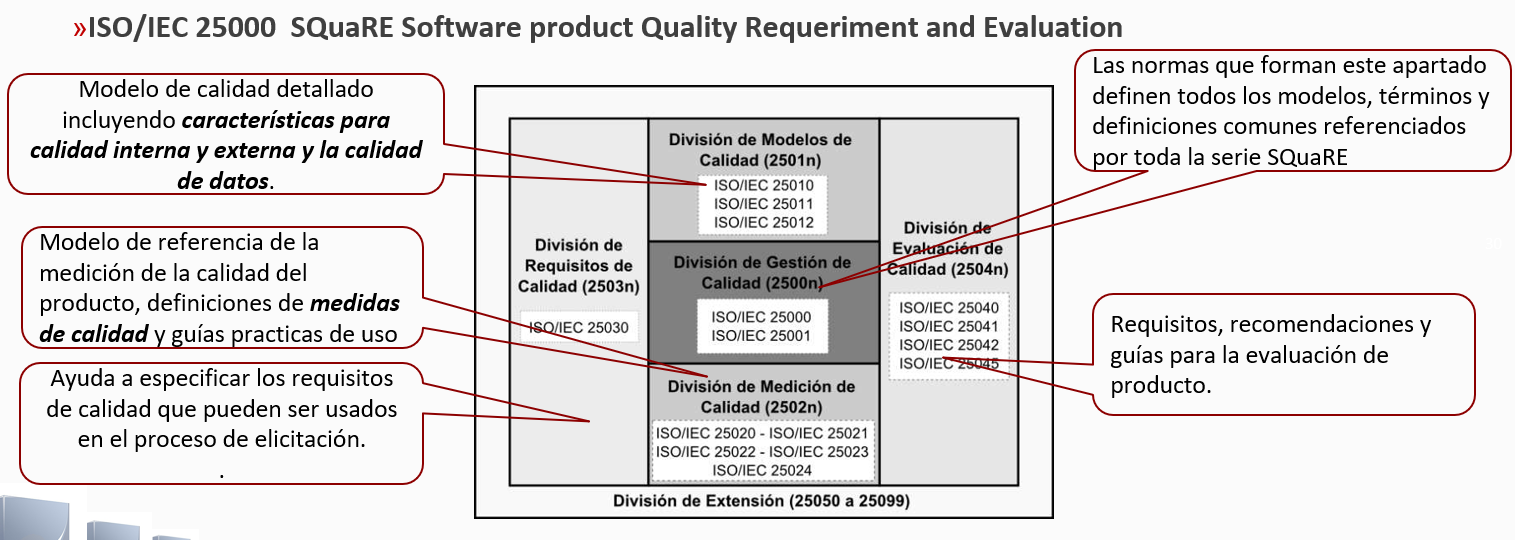 »ISO/IEC 25000 SQuaRE Software product Quality Requeriment and Evaluation
Modelo de calidad detallado
incluyendo características para
calidad interna y externa y la calidad
de datos.
Modelo de referencia de la
medición de la calidad del
producto, definiciones de medidas
de calidad y guías practicas de uso
Ayuda a especificar los requisitos
de calidad que pueden ser usados
en el proceso de elicitación.
.
División de
Requisitos de
Calidad (2503n)
ISO/IEC 25030
División de Modelos de
Calidad (2501n)
ISO/IEC 25010
ISO/IEC 25011
ISO/IEC 25012
División de Gestión de
Calidad (2500n)
ISO/IEC 25000
ISO/IEC 25001
División de Medición de
Calidad (2502n)
ISO/IEC 25020 - ISO/IEC 25021
ISO/IEC 25022 - ISO/IEC 25023
ISO/IEC 25024
División de
Evaluación de
Calidad (2504n)
ISO/IEC 25040
ISO/IEC 25041
ISO/IEC 25042
ISO/IEC 25045
División de Extensión (25050 a 25099)
Las normas que forman este apartado
definen todos los modelos, términos y
definiciones comunes referenciados
por toda la serie SQuaRE
Requisitos, recomendaciones y
guías para la evaluación de
producto.